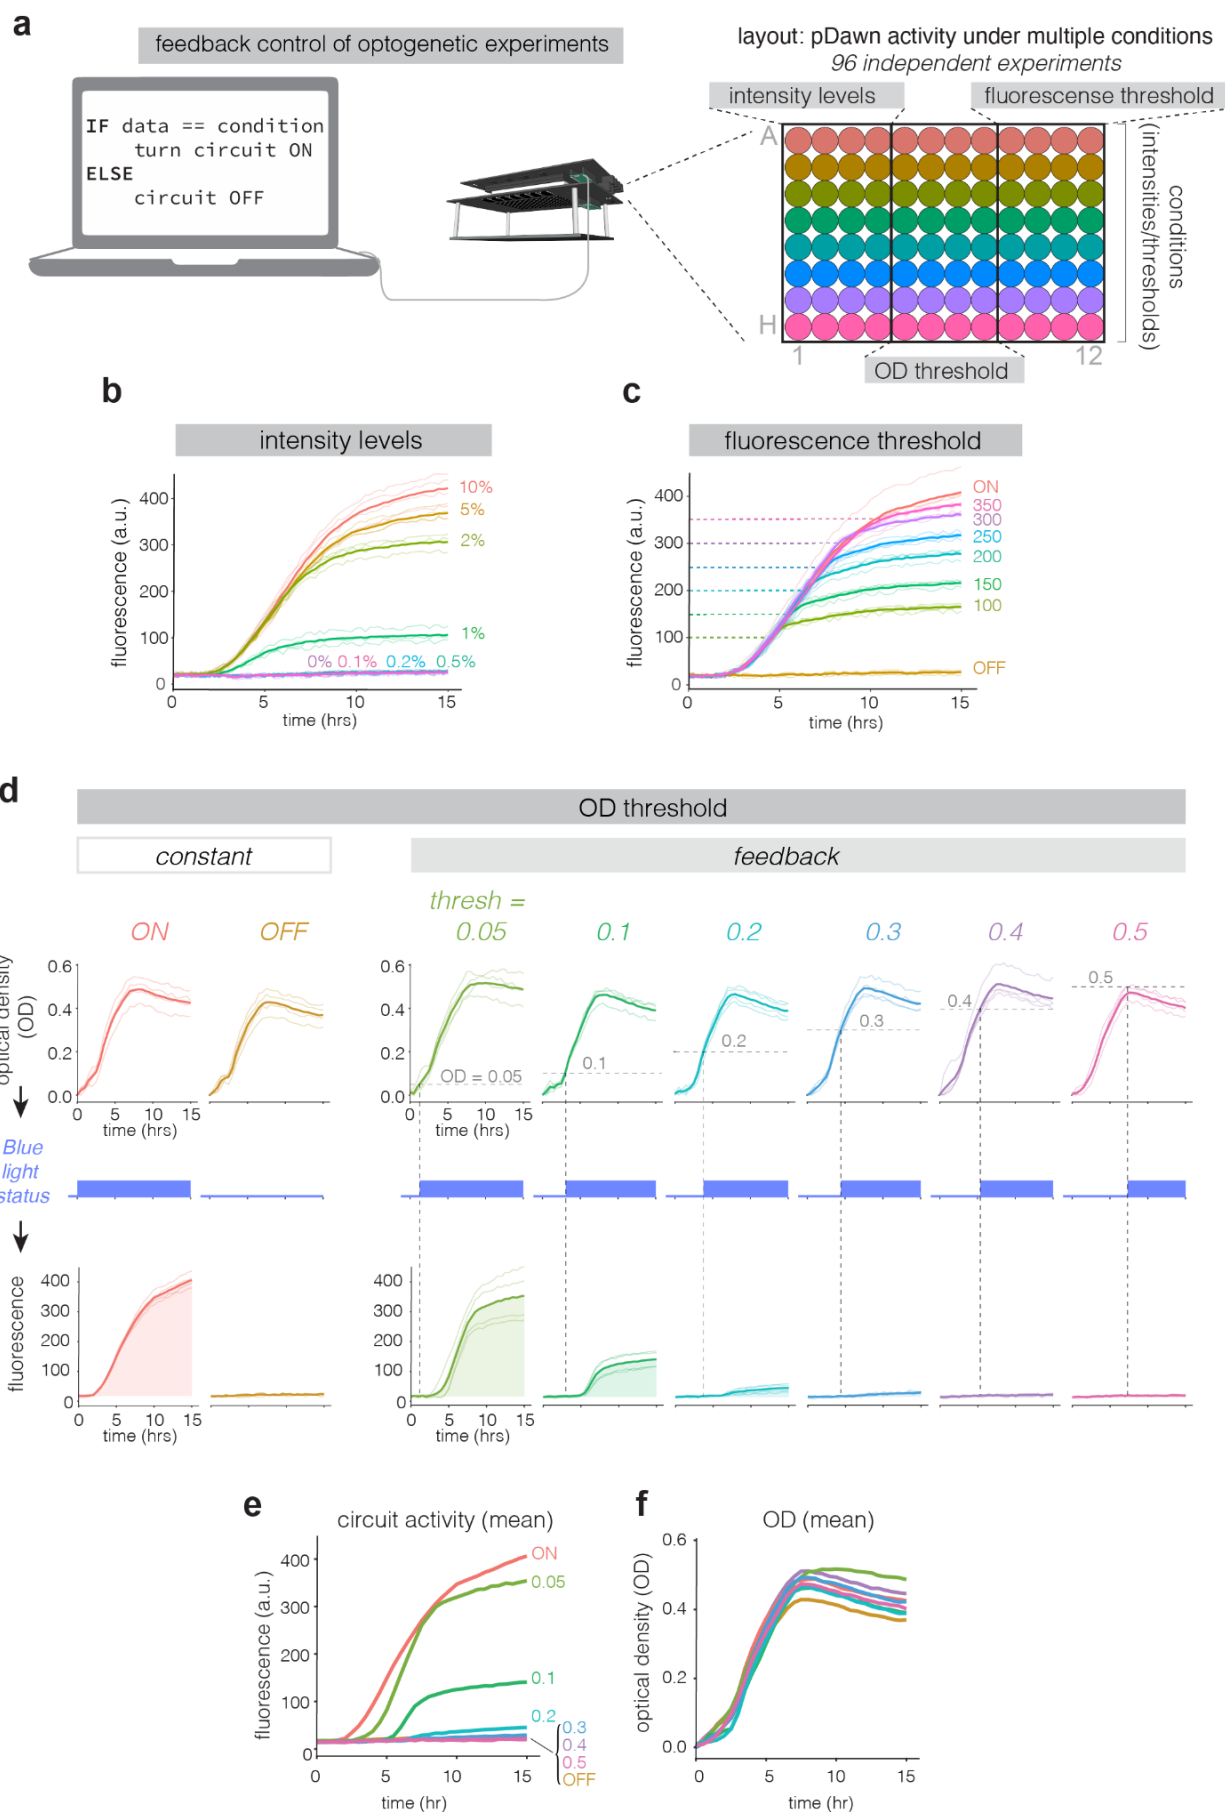 a
feedback control of optogenetic experiments
IF data == condition
turn circuit ON
ELSE
circuit OFF
layout: pDawn activity under multiple conditions
96 independent experiments
intensity levels
fluorescense threshold
A
H
1
12
OD threshold
conditions
(intensities/thresholds)
b
intensity levels
fluorescence (a.u.)
400
300
200
100
0
10%
5%
2%
1%
0% 0.1% 0.2% 0.5%
0 5 10 15
time (hrs)
c
fluorescence threshold
fluorescence (a.u.)
400
300
200
100
0
ON
350
300
250
200
150
100
OFF
0 5 10 15
time (hrs)
d
OD threshold
constant
feedback
thresh =
ON OFF 0.05 0.1 0.2 0.3 0.4 0.5
optical density
(OD)
0.6
0.4
0.2
0.0
0 5 10 15
time (hrs)
0.6
0.4
0.2
0.0
OD = 0.05
0 5 10 15
time (hrs)
0.1
0.2
0.3
0.4
0.5
Blue
light
status
fluorescence
400
300
200
100
0
0 5 10 15
time (hrs)
400
300
200
100
0
0 5 10 15
time (hrs)
e
circuit activity (mean)
fluorescence (a.u.)
400
300
200
100
0
ON
0.05
0.1
0.2
0.3
0.4
0.5
OFF
0 5 10 15
time (hr)
f
OD (mean)
optical density (OD)
0.6
0.4
0.2
0.0
0 5 10 15
time (hr)